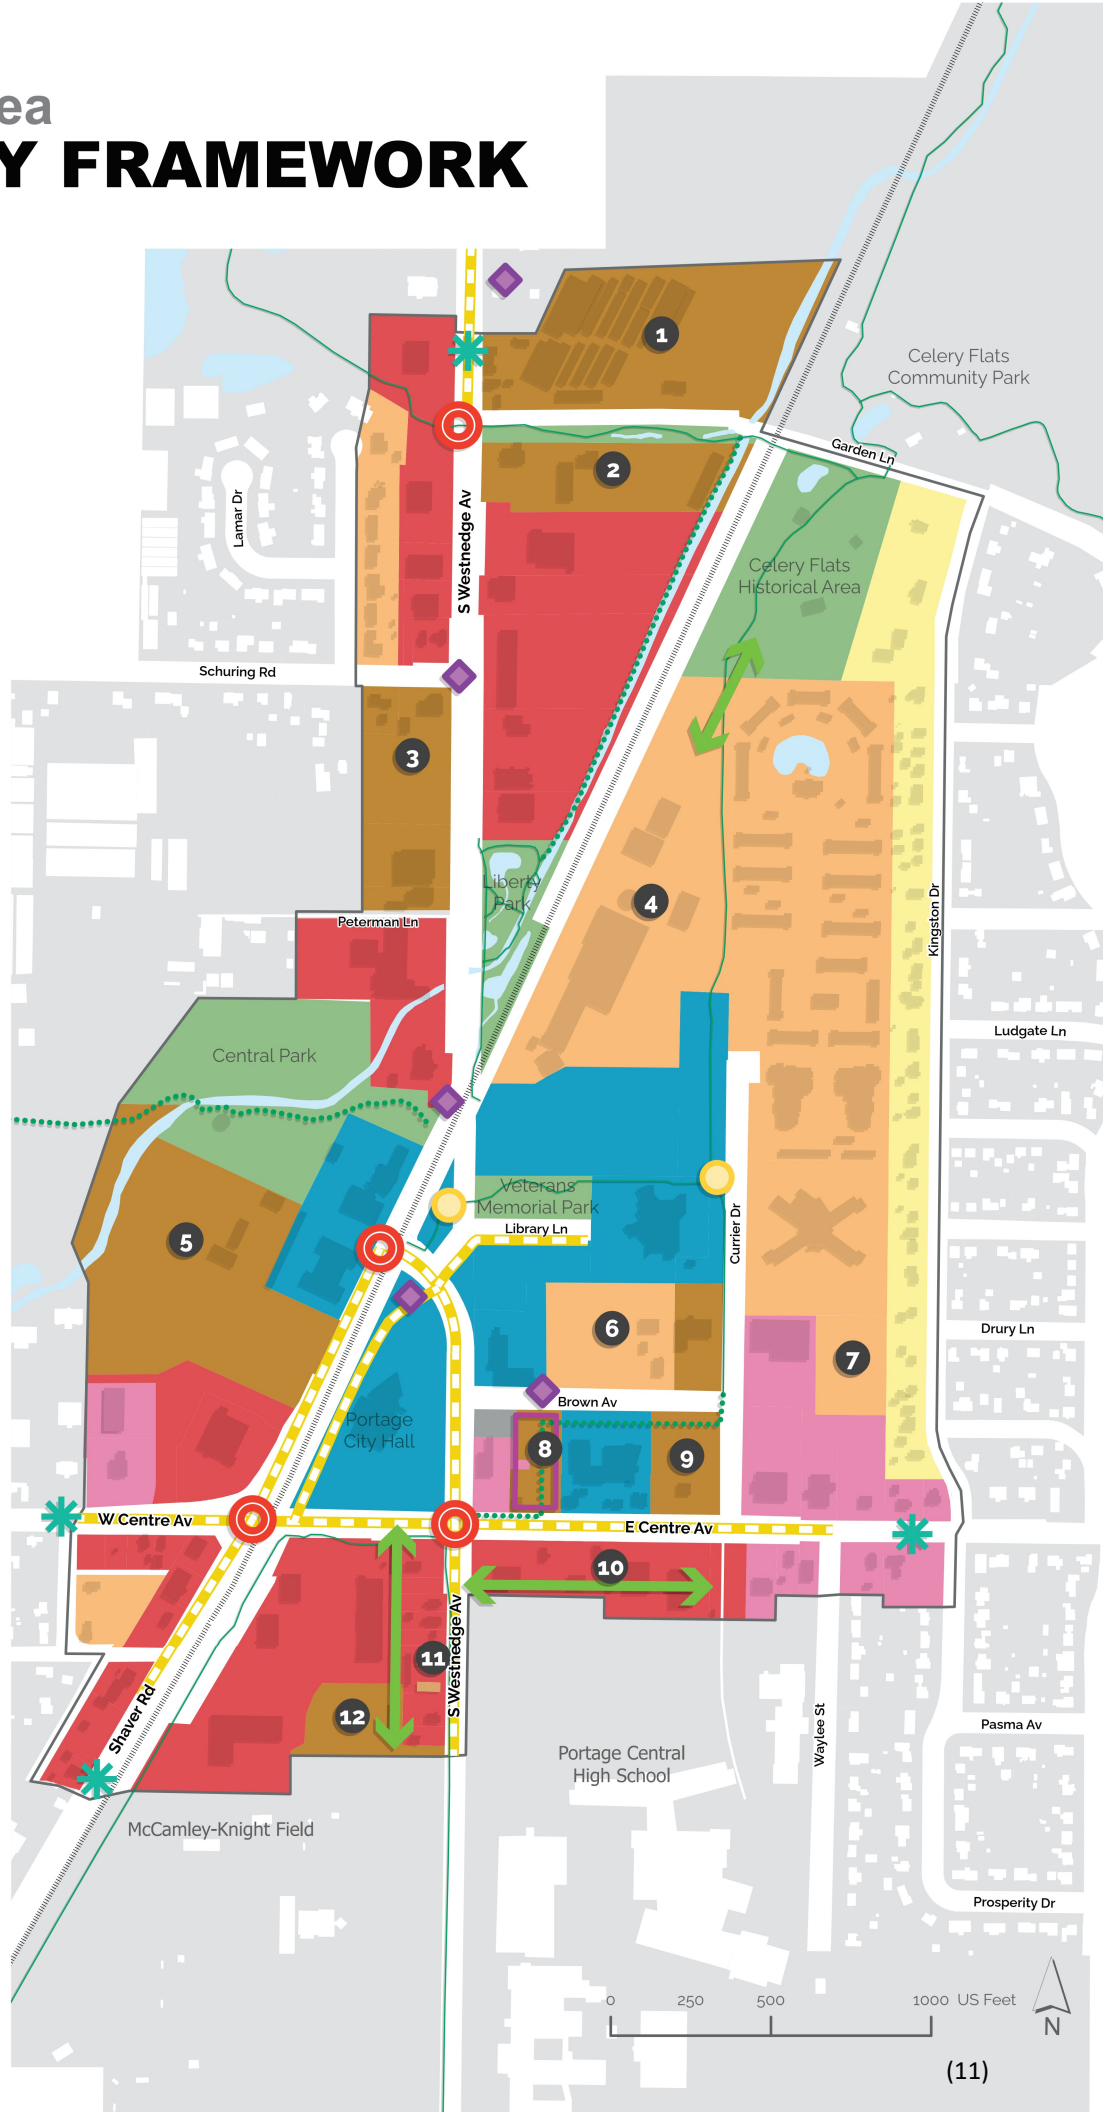 ea
Y FRAMEWORK
1
Celery Flats
Community Park
Garden Ln
2
Lamar Dr
S Westnedge Av
Celery Flats
Historical Area
Schuring Rd
3
4
Liberty
Park
Kingston Dr
Peterman Ln
Ludgate Ln
Central Park
Veterans
Memorial Park
Library Ln
Currier Dr
5
6
Drury Ln
7
Brown Av
Portage
City Hall
8
9
W Centre Av
E Centre Av
10
11
S Westnedge Av
12
Shaver Rd
Waylee St
Pasma Av
Portage Central
High School
McCamley-Knight Field
Prosperity Dr
0 250 500 1000 US Feet
N
(11)